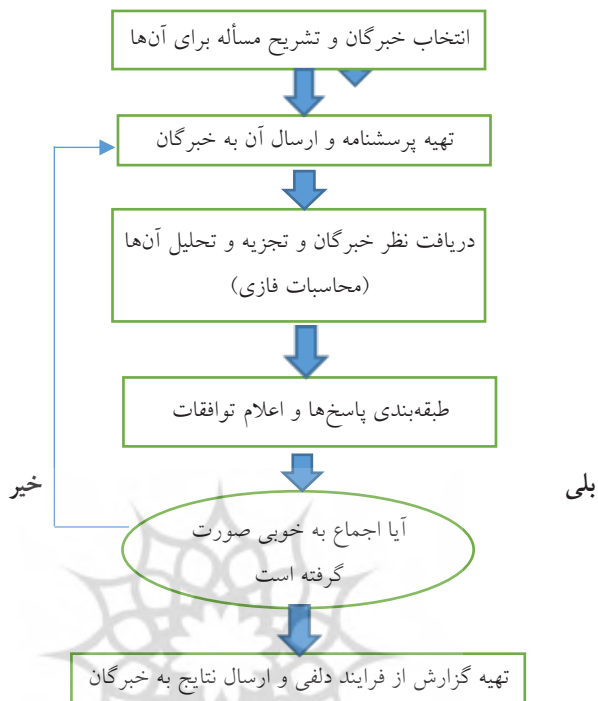 انتخاب خبرگان و تشریح مسأله برای آن‌ها
تهیه پرسشنامه و ارسال آن به خبرگان
دریافت نظر خبرگان و تجزیه و تحلیل آن‌ها
(محاسبات فازی)
طبقه‌بندی پاسخ‌ها و اعلام توافقات
بلی
خیر
آیا اجماع به خوبی صورت
گرفته است
تهیه گزارش از فرایند دلفی و ارسال نتایج به خبرگان